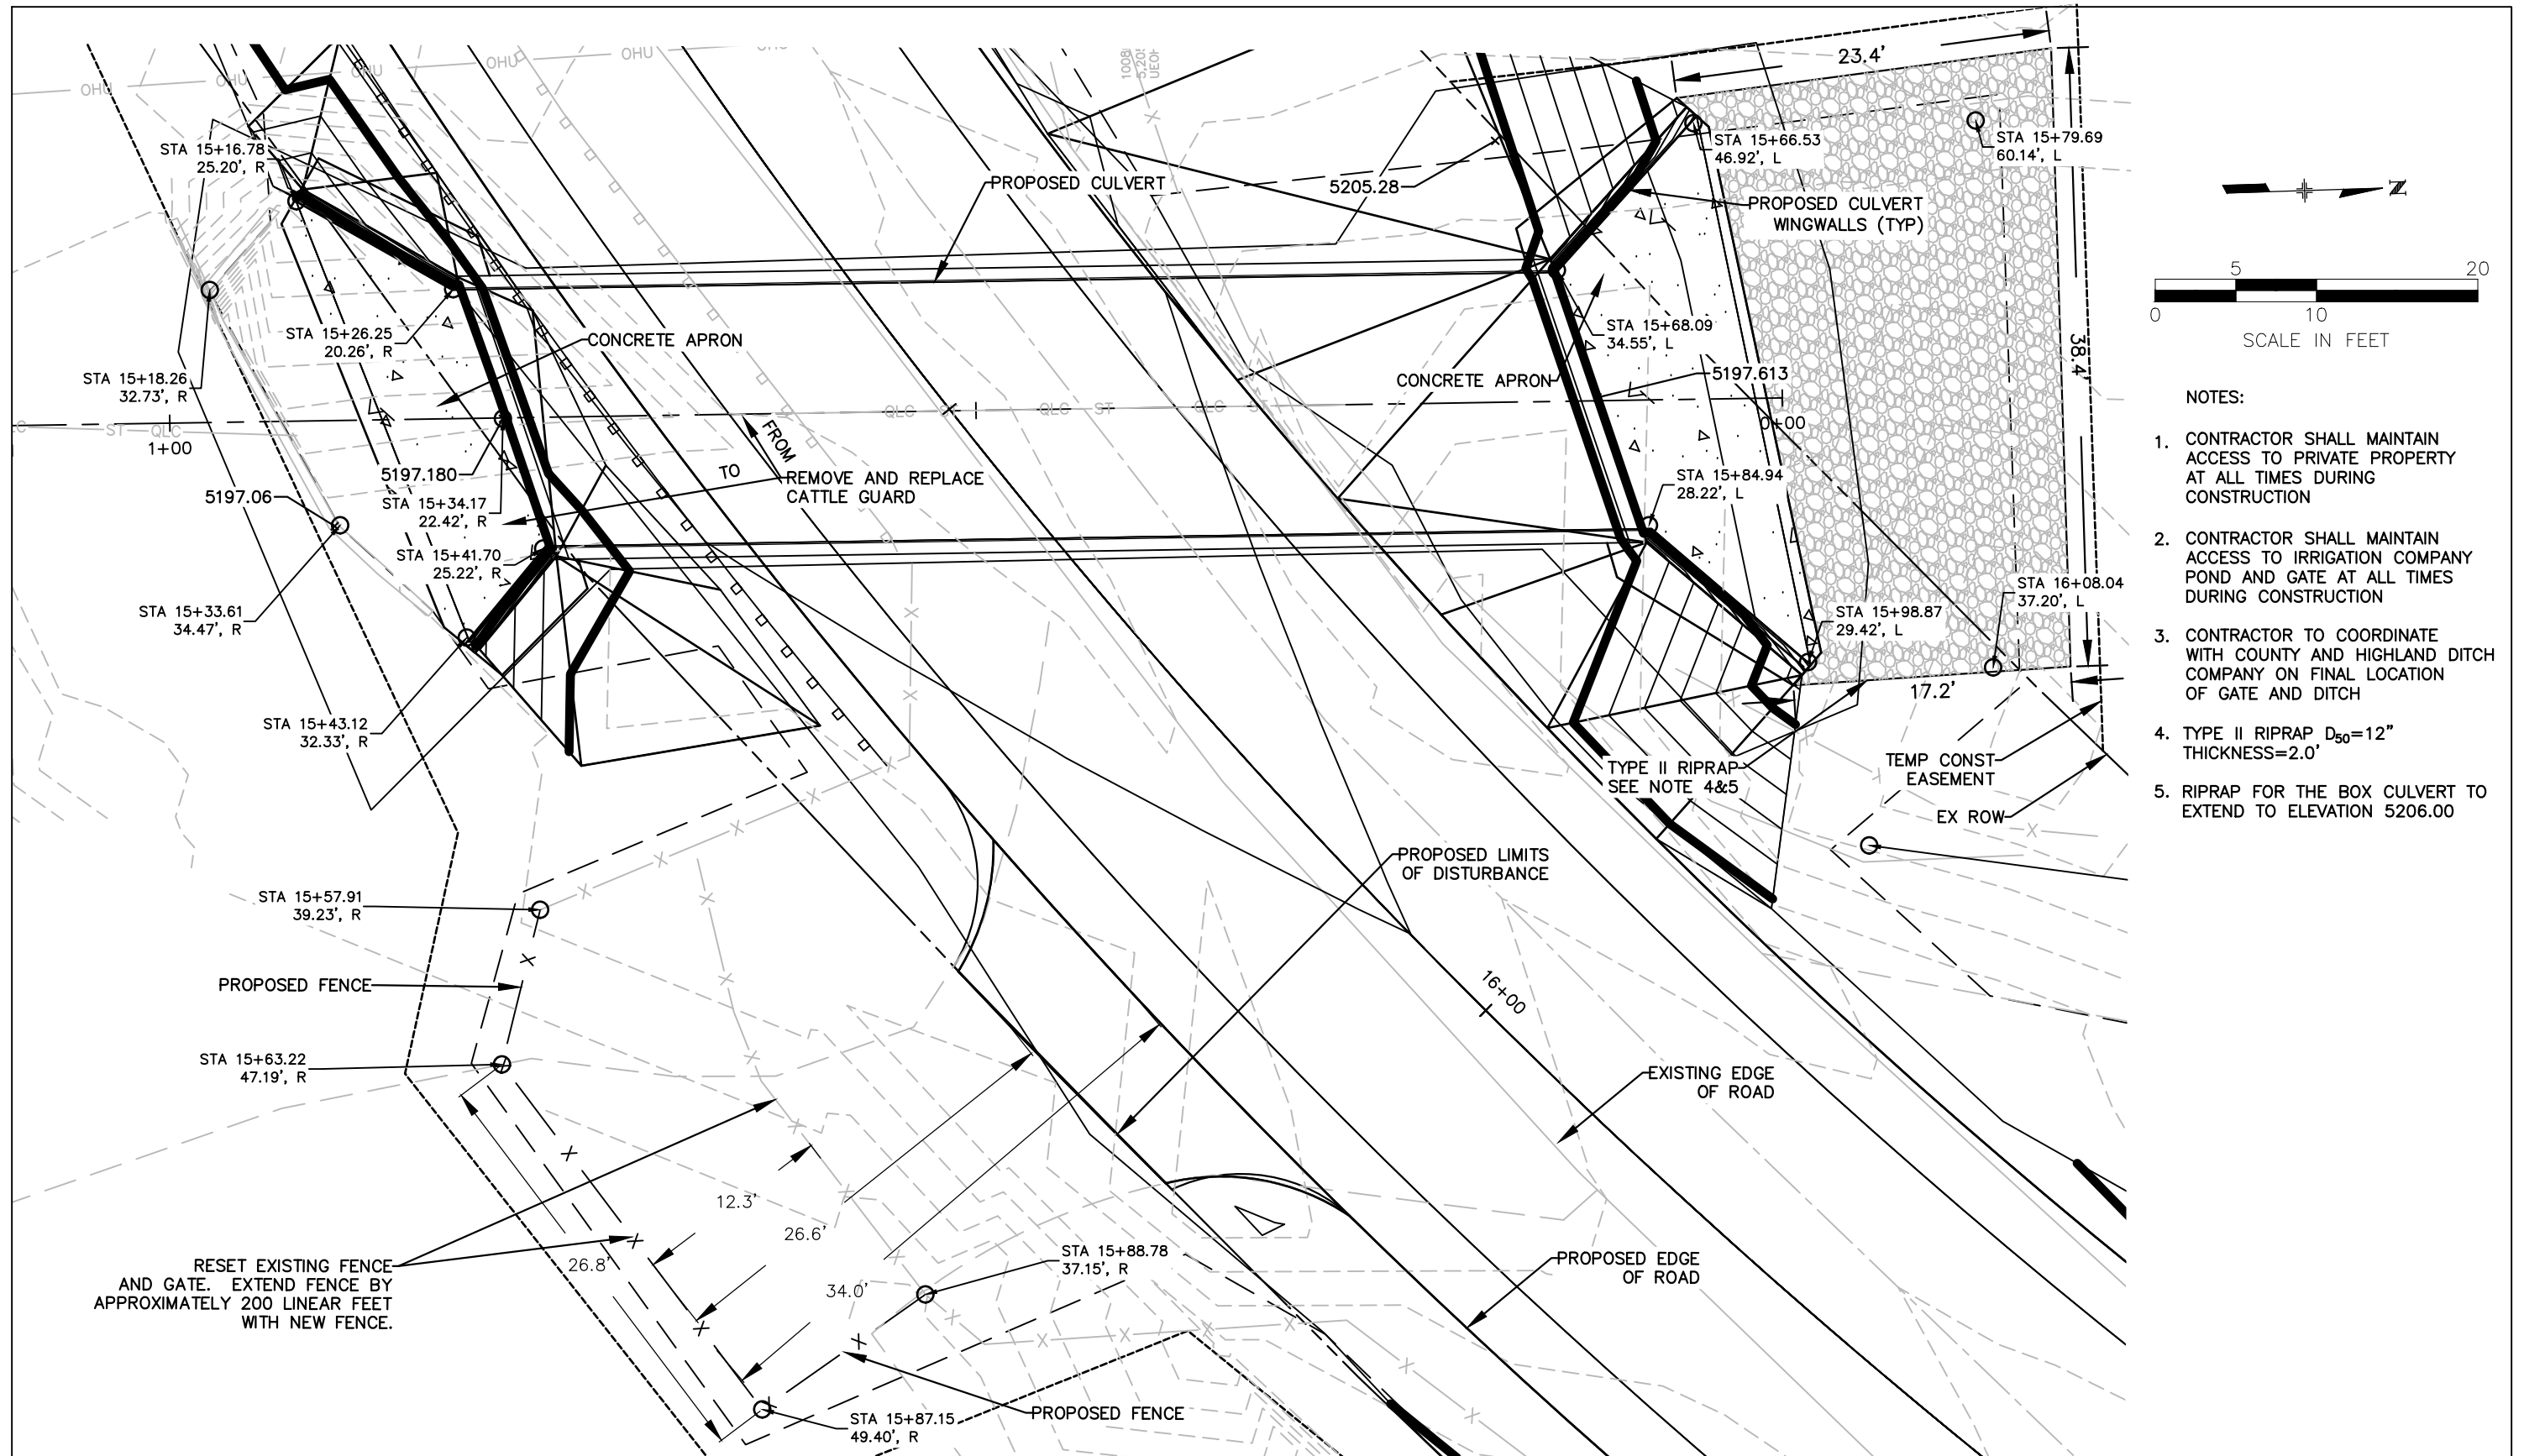 OHU
OHU
OHU
OHU
OHU
23.4'
STA 15+16.78
25.20', R
STA 15+66.53
46.92', L
STA 15+79.69
60.14', L
PROPOSED CULVERT
5205.28
PROPOSED CULVERT
WINGWALLS (TYP)
N
5
20
0
10
SCALE IN FEET
STA 15+26.25
20.26', R
CONCRETE APRON
STA 15+68.09
34.55', L
38.4'
STA 15+18.26
32.73', R
CONCRETE APRON
5197.613
ST
QLC
1+00
QLC
ST
QLC
0+00
FROM
TO
REMOVE AND REPLACE
CATTLE GUARD
5197.180
5197.06
STA 15+34.17
22.42', R
STA 15+84.94
28.22', L
STA 15+41.70
25.22', R
STA 16+08.04
37.20', L
STA 15+33.61
34.47', R
STA 15+98.87
29.42', L
17.2'
STA 15+43.12
32.33', R
TYPE II RIPRAP
SEE NOTE 4&5
TEMP CONST
EASEMENT
EX ROW
NOTES:
1. CONTRACTOR SHALL MAINTAIN
ACCESS TO PRIVATE PROPERTY
AT ALL TIMES DURING
CONSTRUCTION
2. CONTRACTOR SHALL MAINTAIN
ACCESS TO IRRIGATION COMPANY
POND AND GATE AT ALL TIMES
DURING CONSTRUCTION
3. CONTRACTOR TO COORDINATE
WITH COUNTY AND HIGHLAND DITCH
COMPANY ON FINAL LOCATION
OF GATE AND DITCH
4. TYPE II RIPRAP D50=12"
THICKNESS=2.0'
5. RIPRAP FOR THE BOX CULVERT TO
EXTEND TO ELEVATION 5206.00
PROPOSED LIMITS
OF DISTURBANCE
STA 15+57.91
39.23', R
PROPOSED FENCE
16+00
STA 15+63.22
47.19', R
EXISTING EDGE
OF ROAD
12.3'
26.6'
26.8'
34.0'
RESET EXISTING FENCE
AND GATE. EXTEND FENCE BY
APPROXIMATELY 200 LINEAR FEET
WITH NEW FENCE.
STA 15+88.78
37.15', R
PROPOSED EDGE
OF ROAD
STA 15+87.15
49.40', R
PROPOSED FENCE